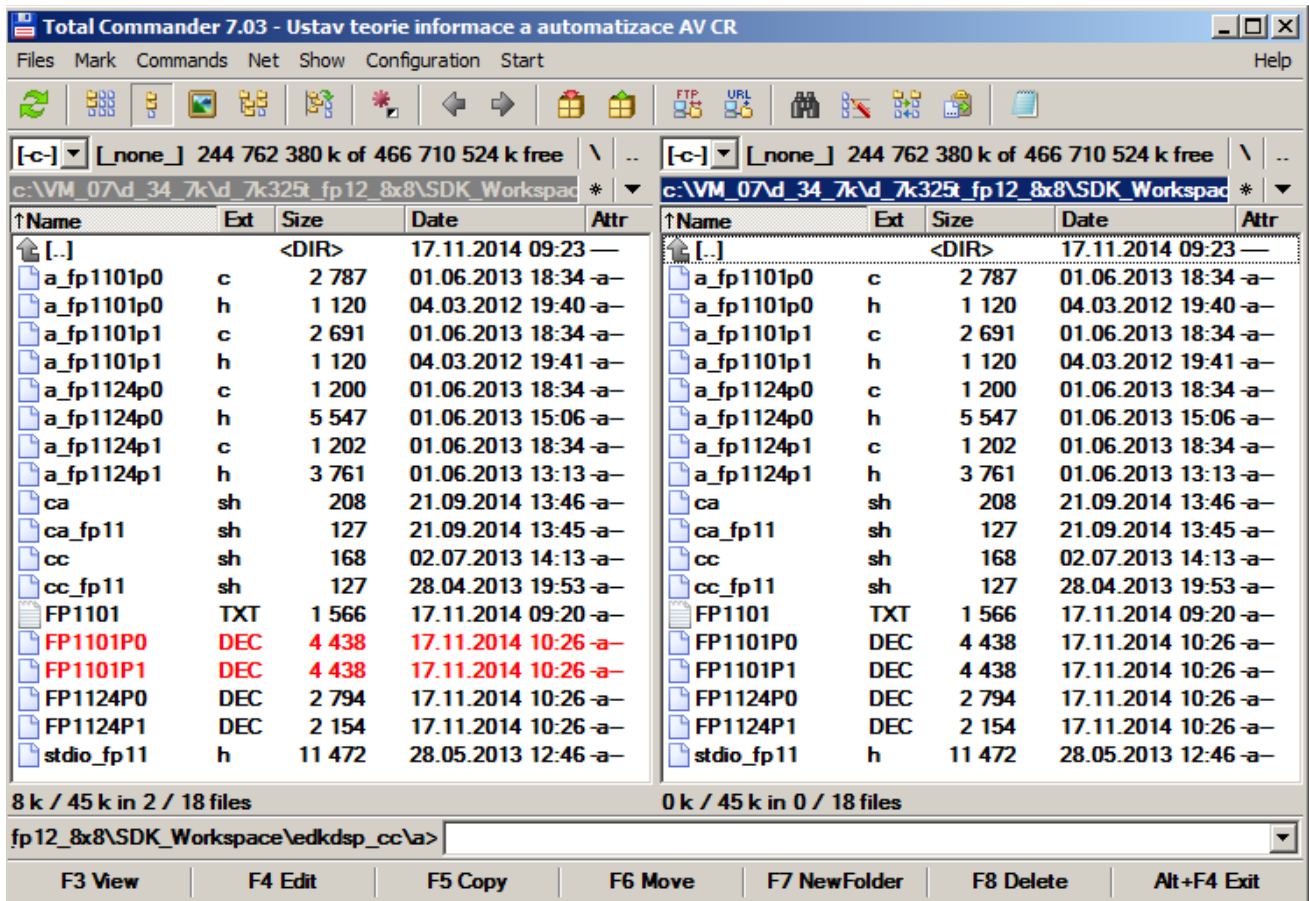 Total Commander 7.03 - Ustav teorie informace a automatizace AV CR
Files Mark Commands Net Show Configuration Start Help
FTP URL
[-c-] [_none_] 244 762 380 k of 466 710 524 k free \ .. [-c-] [_none_] 244 762 380 k of 466 710 524 k free \ ..
c:\VM_07\d_34_7k\d_7k325t_fp12_8x8\SDK_Workspac * c:\VM_07\d_34_7k\d_7k325t_fp12_8x8\SDK_Workspac *
↑Name Ext Size Date Attr ↑Name Ext Size Date Attr
[..] <DIR> 17.11.2014 09:23 ---- [..] <DIR> 17.11.2014 09:23 ----
a_fp1101p0 c 2 787 01.06.2013 18:34 -a-- a_fp1101p0 c 2 787 01.06.2013 18:34 -a--
a_fp1101p0 h 1 120 04.03.2012 19:40 -a-- a_fp1101p0 h 1 120 04.03.2012 19:40 -a--
a_fp1101p1 c 2 691 01.06.2013 18:34 -a-- a_fp1101p1 c 2 691 01.06.2013 18:34 -a--
a_fp1101p1 h 1 120 04.03.2012 19:41 -a-- a_fp1101p1 h 1 120 04.03.2012 19:41 -a--
a_fp1124p0 c 1 200 01.06.2013 18:34 -a-- a_fp1124p0 c 1 200 01.06.2013 18:34 -a--
a_fp1124p0 h 5 547 01.06.2013 15:06 -a-- a_fp1124p0 h 5 547 01.06.2013 15:06 -a--
a_fp1124p1 c 1 202 01.06.2013 18:34 -a-- a_fp1124p1 c 1 202 01.06.2013 18:34 -a--
a_fp1124p1 h 3 761 01.06.2013 13:13 -a-- a_fp1124p1 h 3 761 01.06.2013 13:13 -a--
ca sh 208 21.09.2014 13:46 -a-- ca sh 208 21.09.2014 13:46 -a--
ca_fp11 sh 127 21.09.2014 13:45 -a-- ca_fp11 sh 127 21.09.2014 13:45 -a--
cc sh 168 02.07.2013 14:13 -a-- cc sh 168 02.07.2013 14:13 -a--
cc_fp11 sh 127 28.04.2013 19:53 -a-- cc_fp11 sh 127 28.04.2013 19:53 -a--
FP1101 TXT 1 566 17.11.2014 09:20 -a-- FP1101 TXT 1 566 17.11.2014 09:20 -a--
FP1101P0 DEC 4 438 17.11.2014 10:26 -a-- FP1101P0 DEC 4 438 17.11.2014 10:26 -a--
FP1101P1 DEC 4 438 17.11.2014 10:26 -a-- FP1101P1 DEC 4 438 17.11.2014 10:26 -a--
FP1124P0 DEC 2 794 17.11.2014 10:26 -a-- FP1124P0 DEC 2 794 17.11.2014 10:26 -a--
FP1124P1 DEC 2 154 17.11.2014 10:26 -a-- FP1124P1 DEC 2 154 17.11.2014 10:26 -a--
stdio_fp11 h 11 472 28.05.2013 12:46 -a-- stdio_fp11 h 11 472 28.05.2013 12:46 -a--
8 k / 45 k in 2 / 18 files 0 k / 45 k in 0 / 18 files
fp12_8x8\SDK_Workspace\edkdsp_cc\a>
F3 View F4 Edit F5 Copy F6 Move F7 NewFolder F8 Delete Alt+F4 Exit